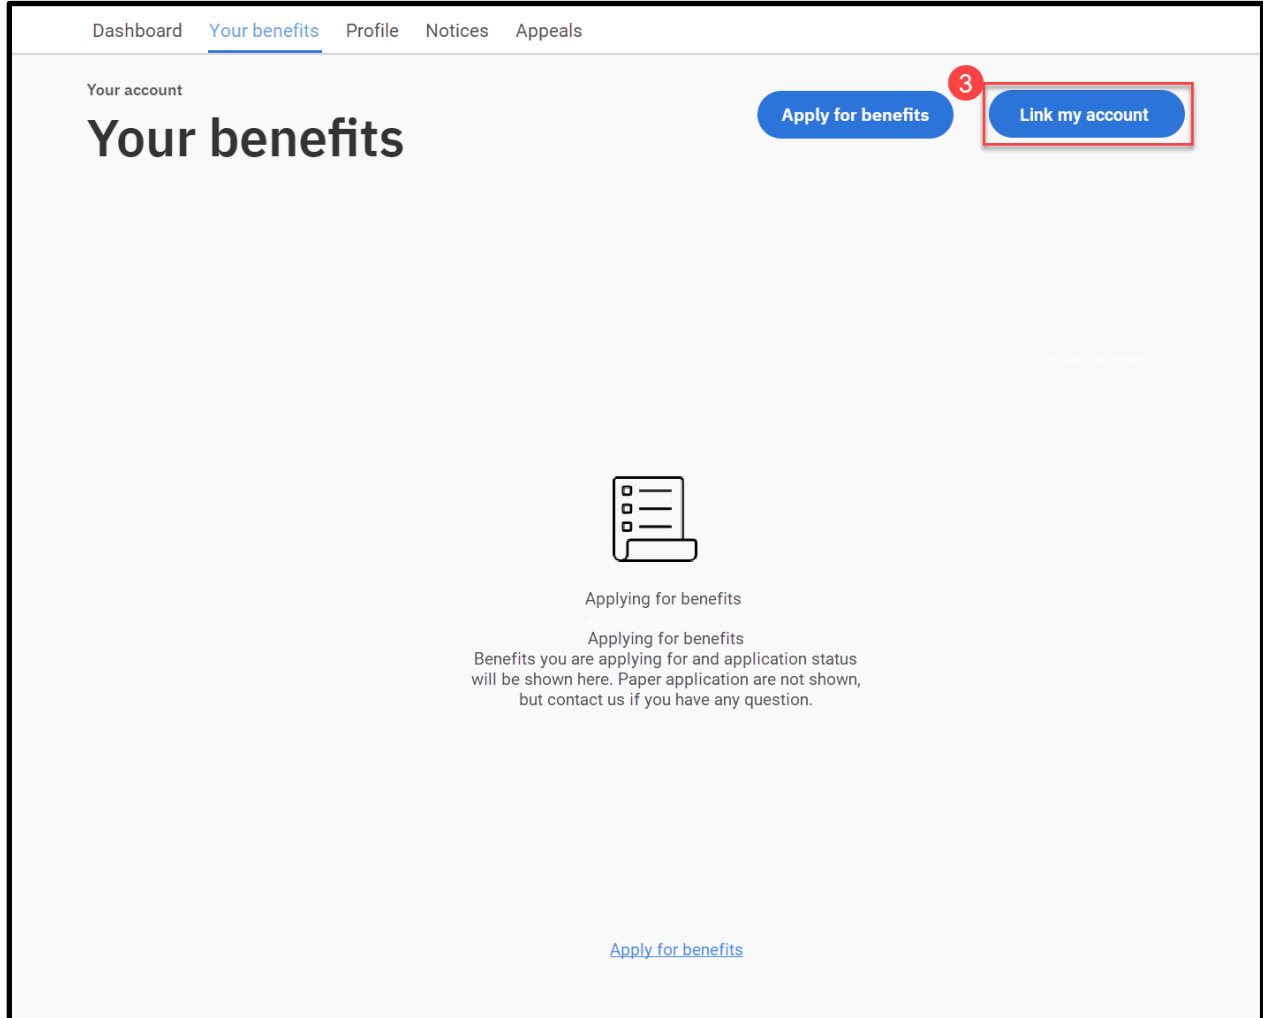 Dashboard Your benefits Profile Notices Appeals
Your account
Your benefits
Apply for benefits
3
Link my account
Applying for benefits
Applying for benefits
Benefits you are applying for and application status
will be shown here. Paper application are not shown,
but contact us if you have any question.
Apply for benefits